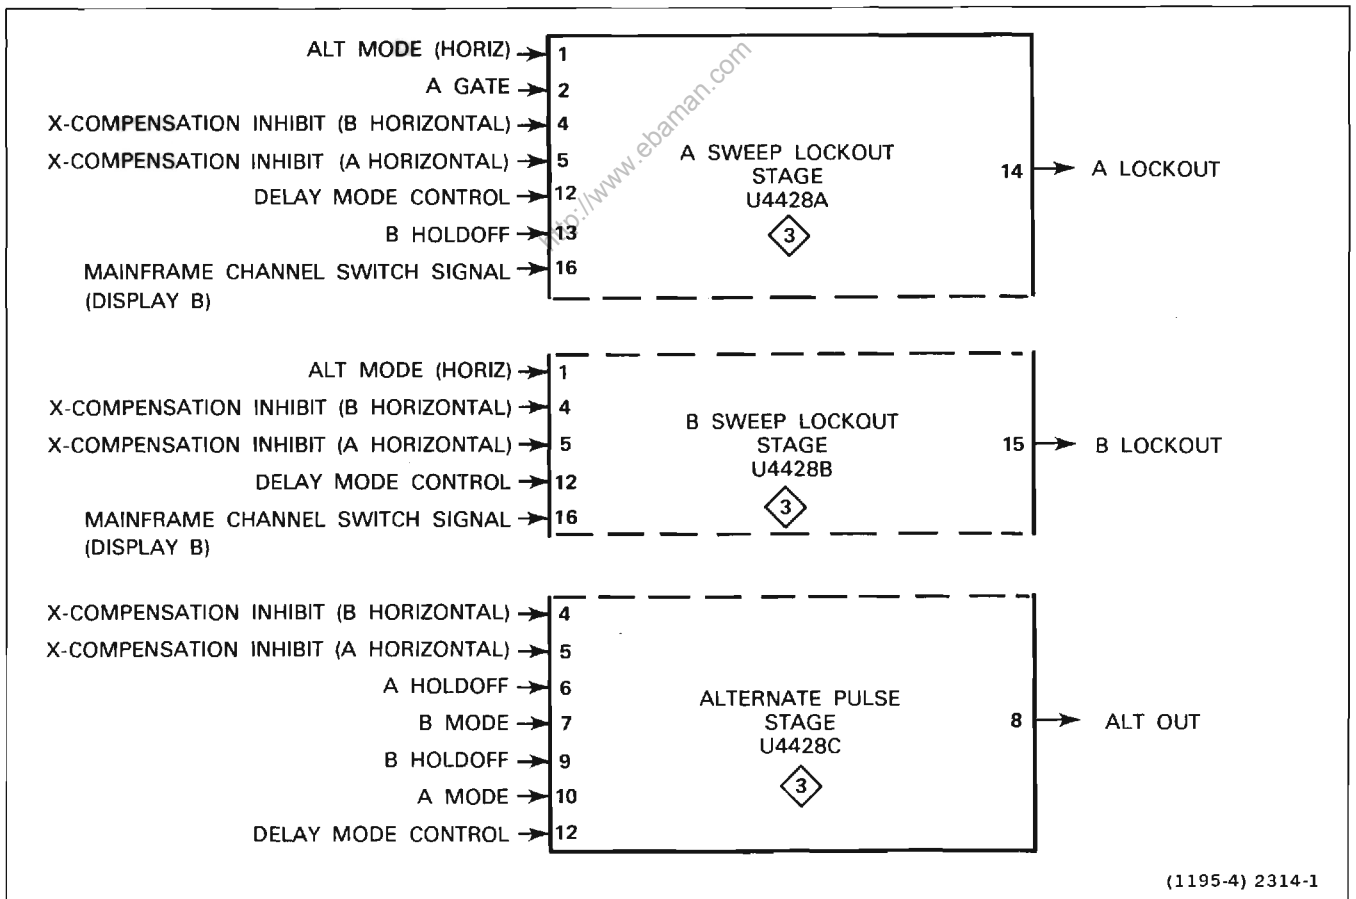 ALT MODE (HORIZ) 1
A GATE 2
X-COMPENSATION INHIBIT (B HORIZONTAL) 4
X-COMPENSATION INHIBIT (A HORIZONTAL) 5
DELAY MODE CONTROL 12
B HOLDOFF 13
MAINFRAME CHANNEL SWITCH SIGNAL 16
(DISPLAY B)
A SWEEP LOCKOUT
STAGE
U4428A
3
14 A LOCKOUT
http://www.ebaman.com
ALT MODE (HORIZ) 1
X-COMPENSATION INHIBIT (B HORIZONTAL) 4
X-COMPENSATION INHIBIT (A HORIZONTAL) 5
DELAY MODE CONTROL 12
MAINFRAME CHANNEL SWITCH SIGNAL 16
(DISPLAY B)
B SWEEP LOCKOUT
STAGE
U4428B
3
15 B LOCKOUT
X-COMPENSATION INHIBIT (B HORIZONTAL) 4
X-COMPENSATION INHIBIT (A HORIZONTAL) 5
A HOLDOFF 6
B MODE 7
B HOLDOFF 9
A MODE 10
DELAY MODE CONTROL 12
ALTERNATE PULSE
STAGE
U4428C
3
8 ALT OUT
(1195-4) 2314-1